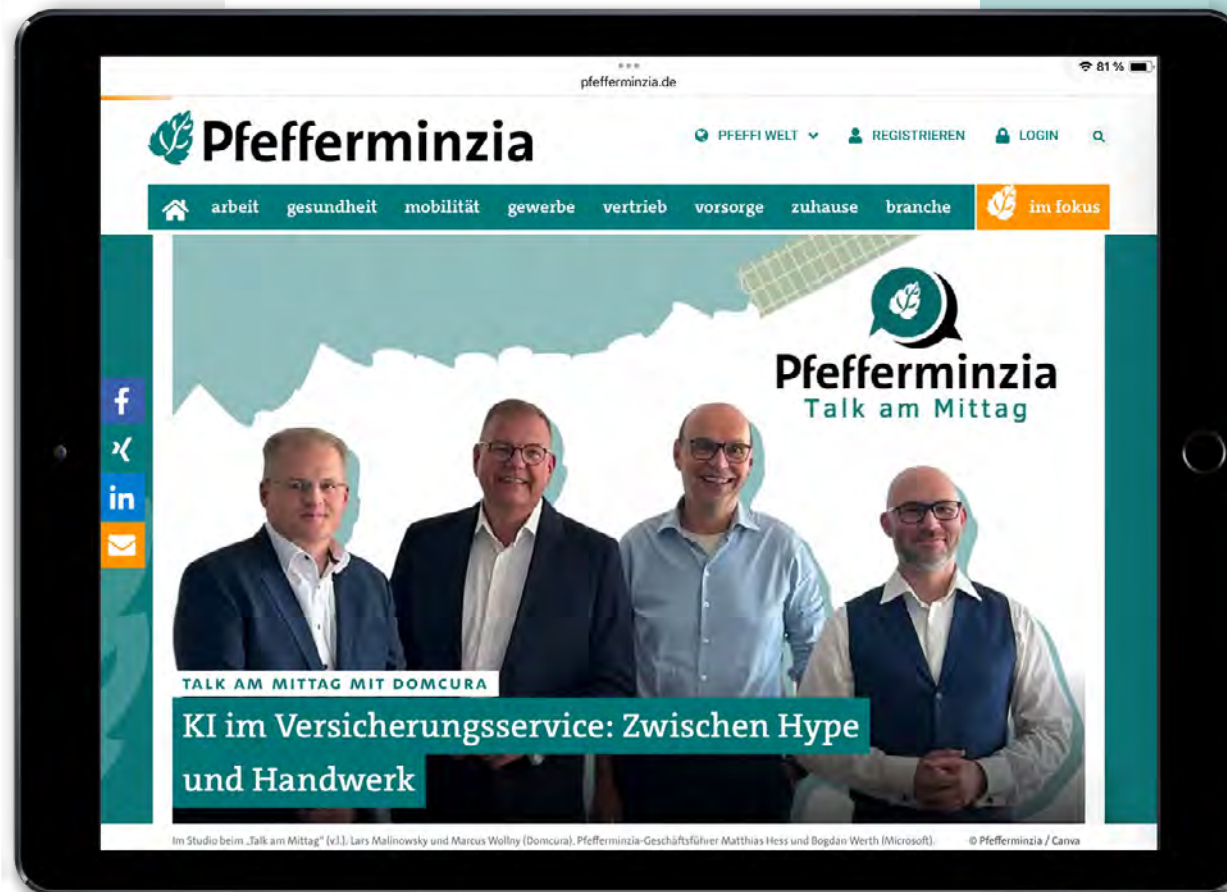 pfefferminzia.de
81 %
Pfefferminzia
PFEFFI WELT
REGISTRIEREN
LOGIN
arbeit gesundheit mobilität gewerbe vertrieb vorsorge zuhause branche im fokus
Pfefferminzia
Talk am Mittag
f
in
TALK AM MITTAG MIT DOMCURA
KI im Versicherungsservice: Zwischen Hype
und Handwerk
Im Studio beim „Talk am Mittag“ (v.l.), Lars Malinowsky und Marcus Wollny (Domcura), Pfefferminzia-Geschäftsführer Matthias Hess und Bogdan Werth (Microsoft). © Pfefferminzia / Canva